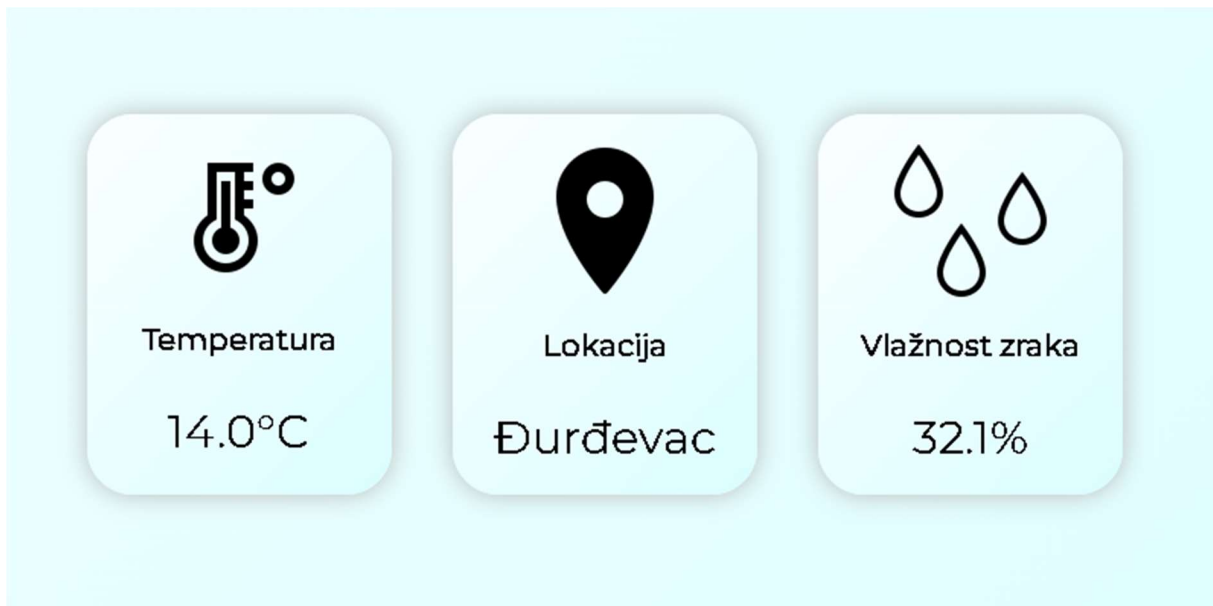 Temperatura
14.0°C
Lokacija
Đurđevac
Vlažnost zraka
32.1%